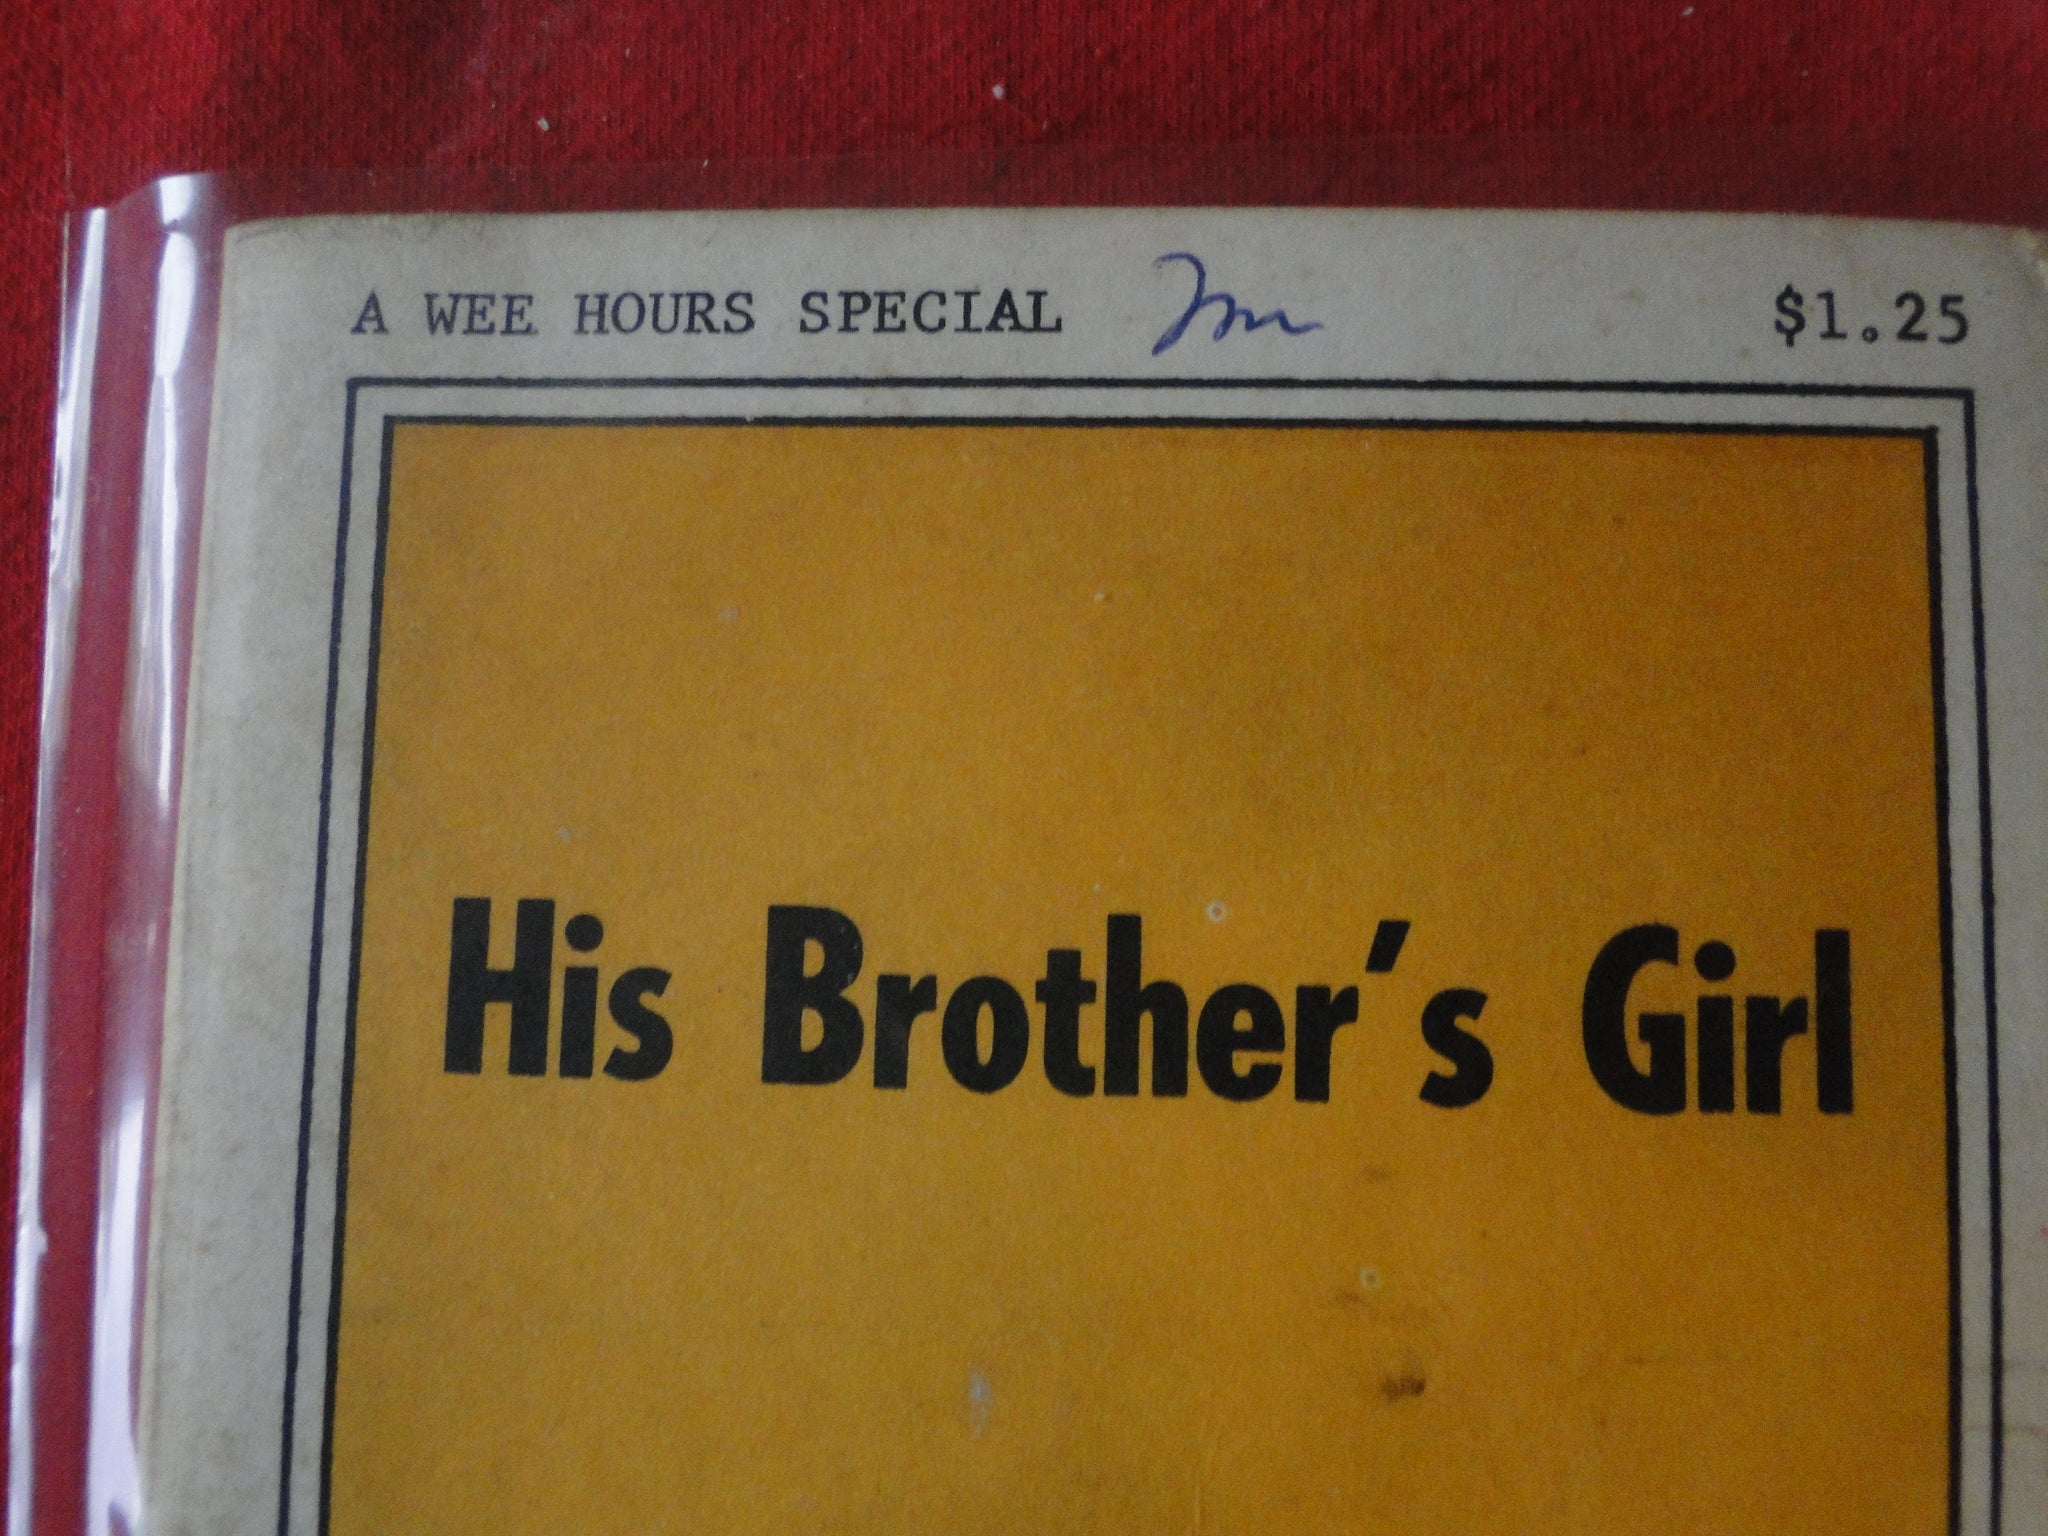 A WEE HOURS SPECIAL $1.25
His Brother's Girl